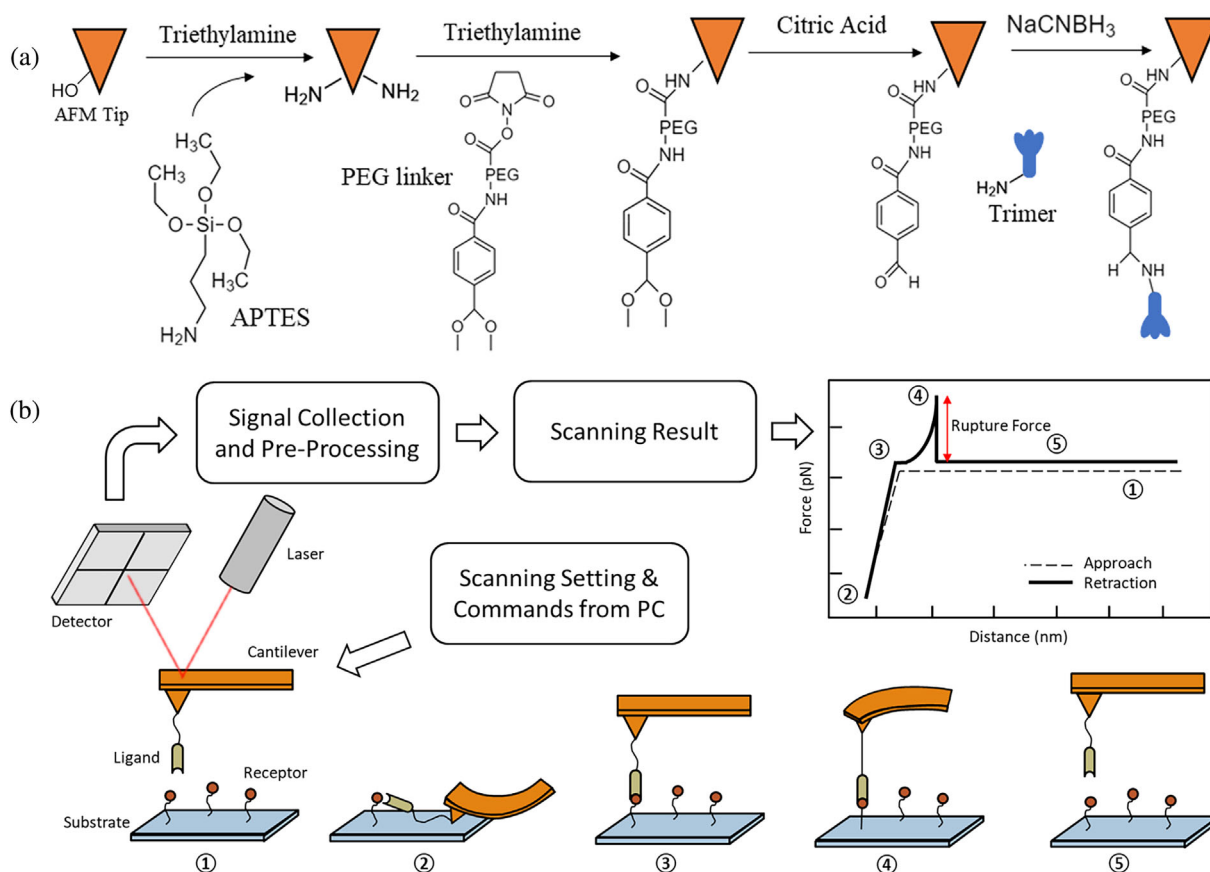 (a)
Triethylamine
Triethylamine
Citric Acid
NaCNBH3
HO
AFM Tip
H2N
NH2
HN
O
PEG
NH
O
O
O
HN
O
PEG
NH
O
O
H
HN
O
PEG
NH
O
H
NH
O
N
O
O
O
PEG
NH
O
O
O
PEG linker
H2N
Trimer
CH3
O
H3C
O
Si
O
O
H3C
CH3
H2N
APTES
(b)
Signal Collection
and Pre-Processing
Scanning Result
Scanning Setting &
Commands from PC
Detector
Laser
Cantilever
Ligand
Receptor
Substrate
①
②
③
④
⑤
Force (pN)
④
③
Rupture Force
⑤
①
②
Approach
Retraction
Distance (nm)